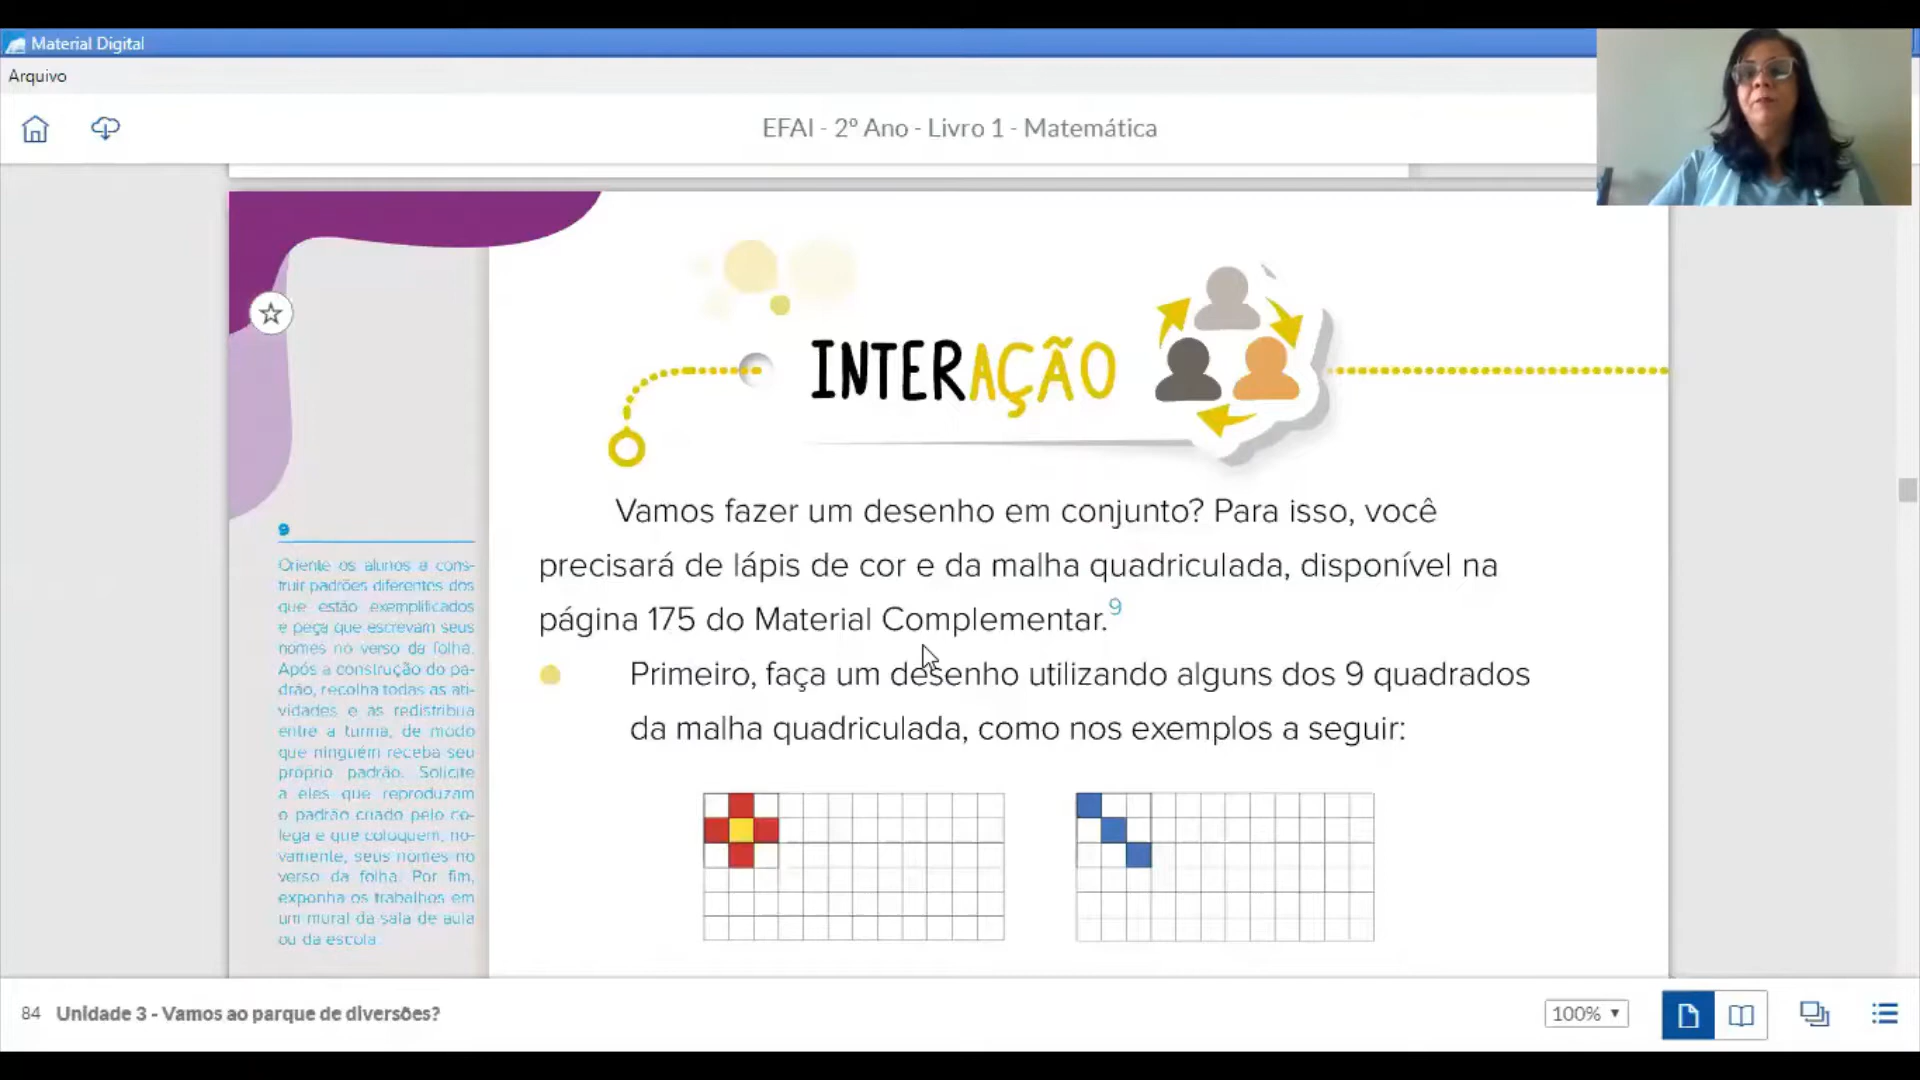 Material Digital
Arquivo
EFAI - 2º Ano - Livro 1 - Matemática
INTERAÇÃO
Vamos fazer um desenho em conjunto? Para isso, você
precisará de lápis de cor e da malha quadriculada, disponível na
página 175 do Material Complementar.⁹
Primeiro, faça um desenho utilizando alguns dos 9 quadrados
da malha quadriculada, como nos exemplos a seguir:
9
Oriente os alunos a cons-
truir padrões diferentes dos
que estão exemplificados
e peça que escrevam seus
nomes no verso da folha.
Após a construção do pa-
drão, recolha todas as ati-
vidades e as redistribua
entre a turma, de modo
que ninguém receba seu
próprio padrão. Solicite
a eles que reproduzam
o padrão criado pelo co-
lega e que coloquem, no-
vamente, seus nomes no
verso da folha. Por fim,
exponha os trabalhos em
um mural da sala de aula
ou da escola.
84 Unidade 3 - Vamos ao parque de diversões?
100%